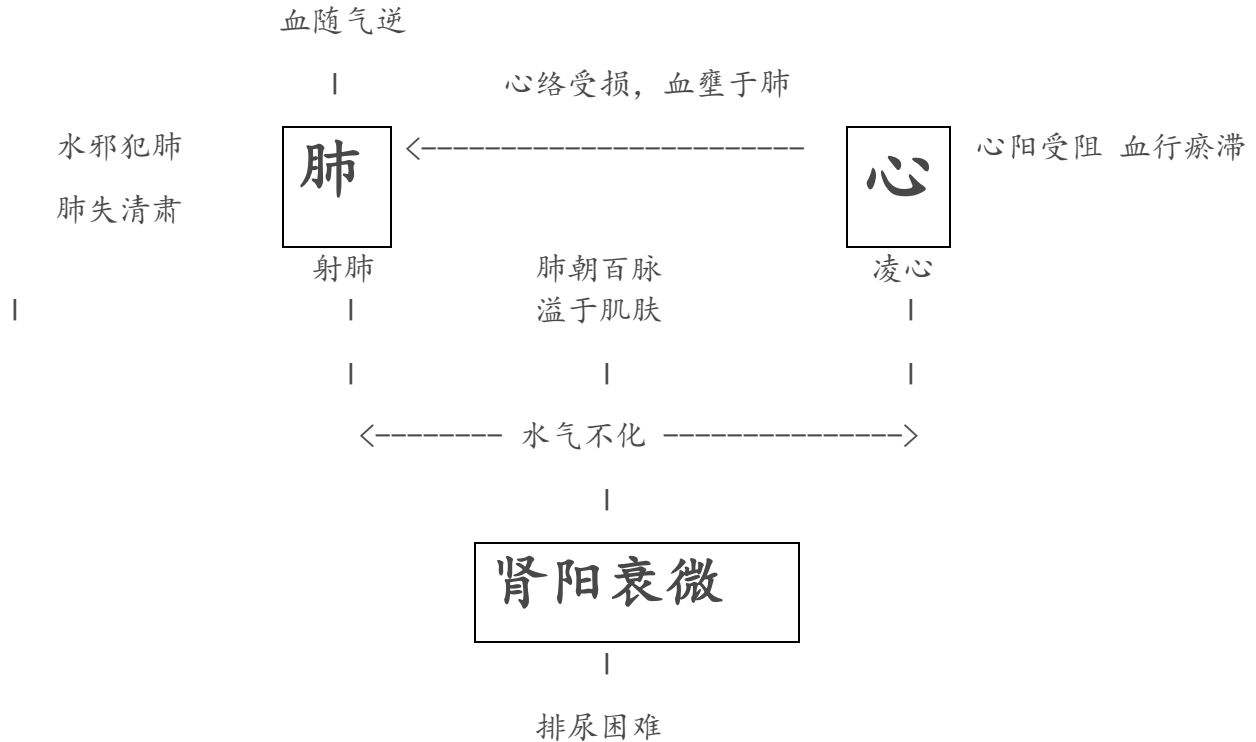 血随气逆
|
心络受损，血壅于肺
水邪犯肺
肺
<------------------------
心
心阳受阻 血行瘀滞
肺失清肃
射肺
肺朝百脉
凌心
| | 溢于肌肤 |
| | |
<-------- 水气不化 --------------->
|
肾阳衰微
|
排尿困难